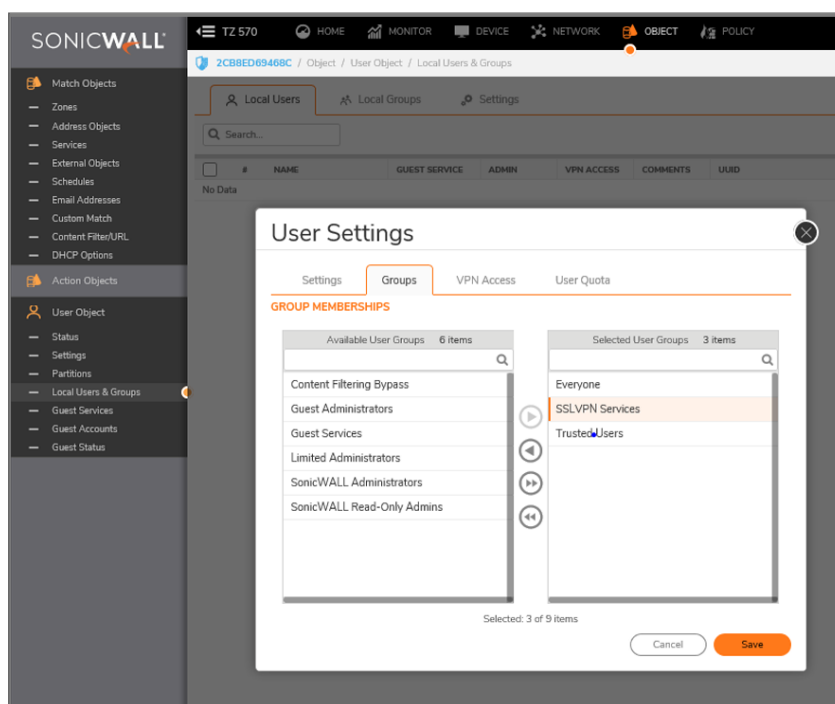 SONICWALL
TZ 570 HOME MONITOR DEVICE NETWORK OBJECT POLICY
2CB8ED69468C / Object / User Object / Local Users & Groups
Match Objects
Zones
Address Objects
Services
External Objects
Schedules
Email Addresses
Custom Match
Content Filter/URL
DHCP Options
Action Objects
User Object
Status
Settings
Partitions
Local Users & Groups
Guest Services
Guest Accounts
Guest Status
Local Users Local Groups Settings
Search...
# NAME GUEST SERVICE ADMIN VPN ACCESS COMMENTS UUID
No Data
User Settings
Settings Groups VPN Access User Quota
GROUP MEMBERSHIPS
Available User Groups 6 items
Content Filtering Bypass
Guest Administrators
Guest Services
Limited Administrators
SonicWALL Administrators
SonicWALL Read-Only Admins
Selected User Groups 3 items
Everyone
SSLVPN Services
Trusted Users
Selected: 3 of 9 items
Cancel Save